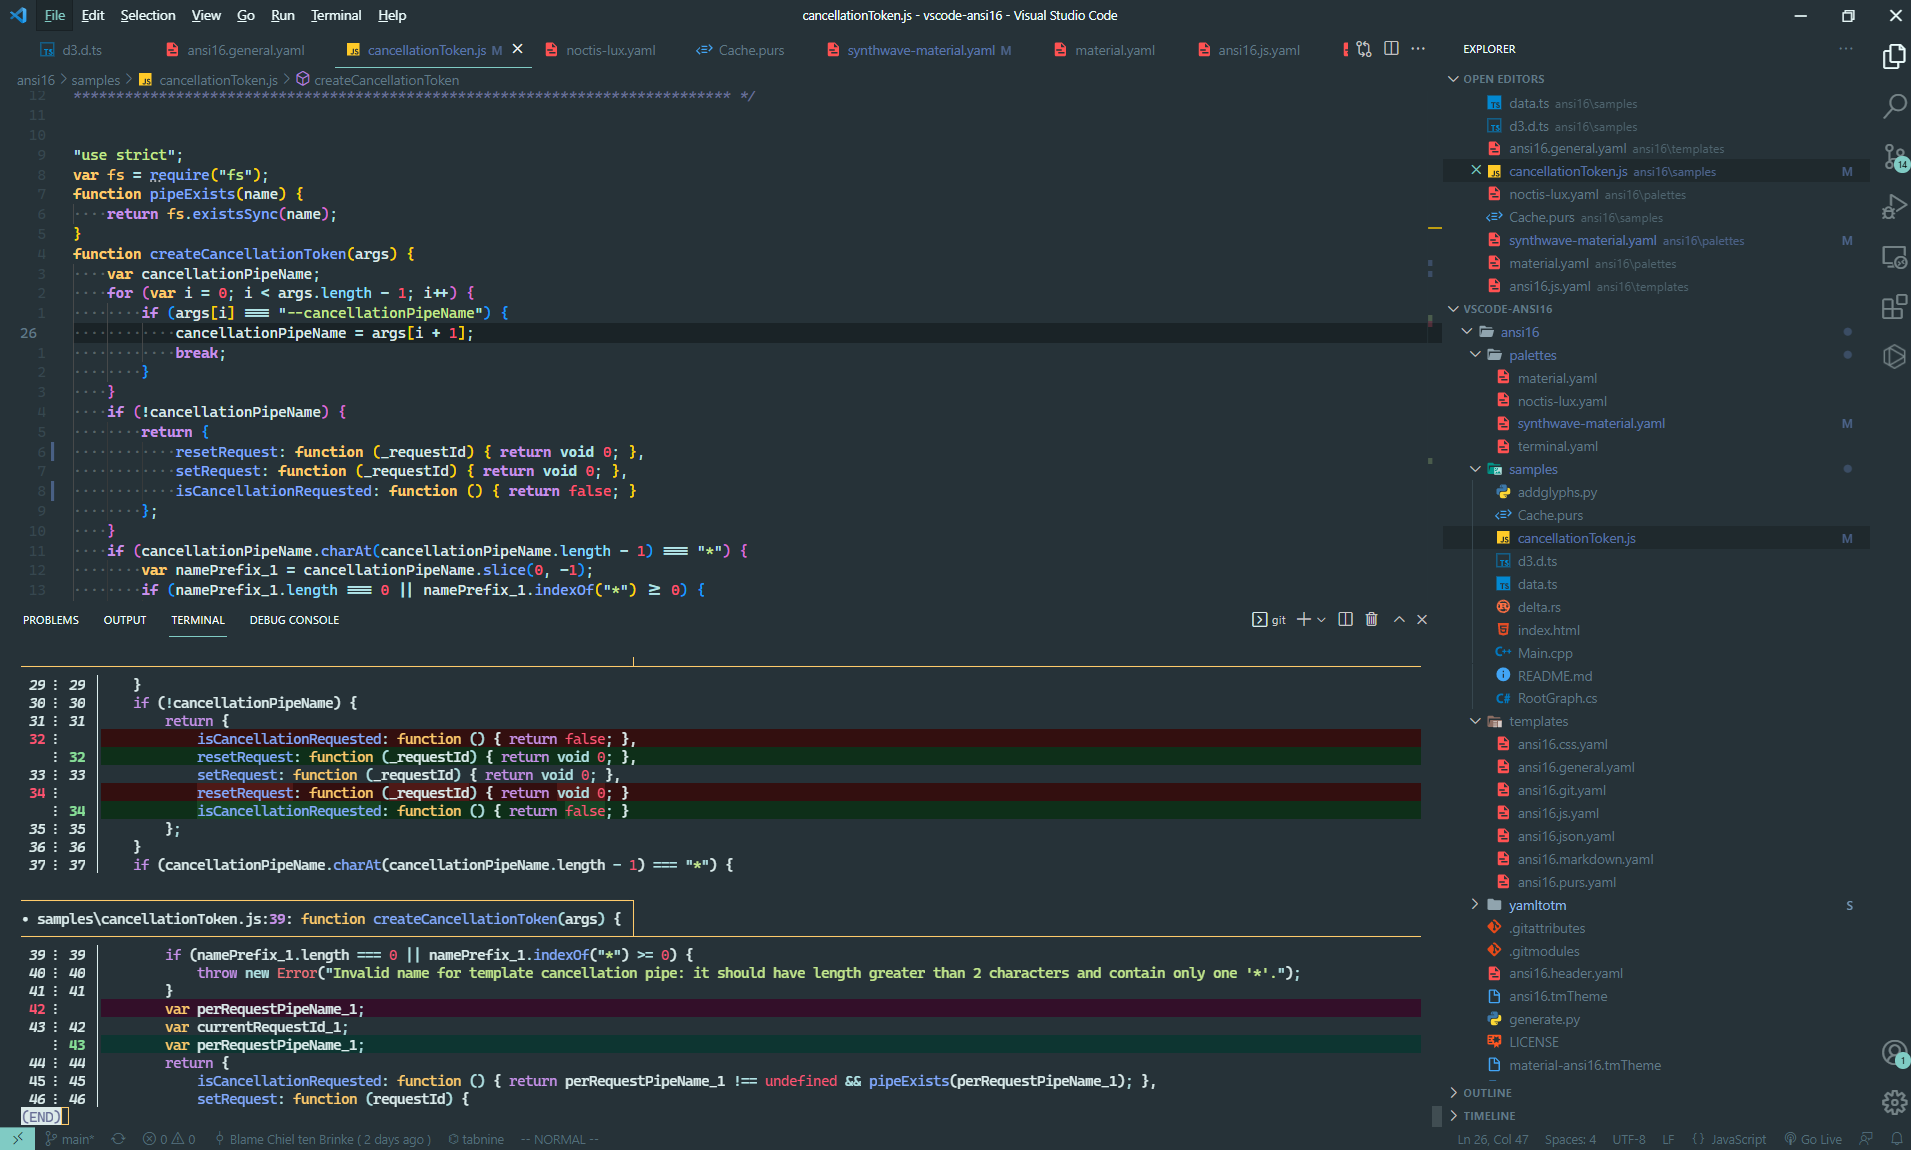 File Edit Selection View Go Run Terminal Help
cancellationToken.js - vscode-ansi16 - Visual Studio Code
d3.d.ts
ansi16.general.yaml
cancellationToken.js M
noctis-lux.yaml
Cache.purs
synthwave-material.yaml M
material.yaml
ansi16.js.yaml
ansi16 > samples > JS cancellationToken.js > createCancellationToken
12 ***************************************************************************** */
11
10
9 "use strict";
8 var fs = require("fs");
7 function pipeExists(name) {
6 ····return fs.existsSync(name);
5 }
4 function createCancellationToken(args) {
3 ····var cancellationPipeName;
2 ····for (var i = 0; i < args.length - 1; i++) {
1 ········if (args[i] === "--cancellationPipeName") {
26 ············cancellationPipeName = args[i + 1];
1 ············break;
2 ········}
3 ····}
4 ····if (!cancellationPipeName) {
5 ········return {
6 ············resetRequest: function (_requestId) { return void 0; },
7 ············setRequest: function (_requestId) { return void 0; },
8 ············isCancellationRequested: function () { return false; }
9 ········};
10 ····}
11 ····if (cancellationPipeName.charAt(cancellationPipeName.length - 1) === "*") {
12 ········var namePrefix_1 = cancellationPipeName.slice(0, -1);
13 ········if (namePrefix_1.length === 0 || namePrefix_1.indexOf("*") ≥ 0) {
PROBLEMS OUTPUT TERMINAL DEBUG CONSOLE
git
29 ⋮ 29 │ }
30 ⋮ 30 │ if (!cancellationPipeName) {
31 ⋮ 31 │ return {
32 ⋮ │ isCancellationRequested: function () { return false; },
⋮ 32 │ resetRequest: function (_requestId) { return void 0; },
33 ⋮ 33 │ setRequest: function (_requestId) { return void 0; },
34 ⋮ │ resetRequest: function (_requestId) { return void 0; }
⋮ 34 │ isCancellationRequested: function () { return false; }
35 ⋮ 35 │ };
36 ⋮ 36 │ }
37 ⋮ 37 │ if (cancellationPipeName.charAt(cancellationPipeName.length - 1) === "*") {
• samples\cancellationToken.js:39: function createCancellationToken(args) {
39 ⋮ 39 │ if (namePrefix_1.length === 0 || namePrefix_1.indexOf("*") >= 0) {
40 ⋮ 40 │ throw new Error("Invalid name for template cancellation pipe: it should have length greater than 2 characters and contain only one '*'.");
41 ⋮ 41 │ }
42 ⋮ │ var perRequestPipeName_1;
43 ⋮ 42 │ var currentRequestId_1;
⋮ 43 │ var perRequestPipeName_1;
44 ⋮ 44 │ return {
45 ⋮ 45 │ isCancellationRequested: function () { return perRequestPipeName_1 !== undefined && pipeExists(perRequestPipeName_1); },
46 ⋮ 46 │ setRequest: function (requestId) {
(END)
EXPLORER
OPEN EDITORS
data.ts ansi16\samples
d3.d.ts ansi16\samples
ansi16.general.yaml ansi16\templates
cancellationToken.js ansi16\samples M
noctis-lux.yaml ansi16\palettes
Cache.purs ansi16\samples
synthwave-material.yaml ansi16\palettes M
material.yaml ansi16\palettes
ansi16.js.yaml ansi16\templates
VSCODE-ANSI16
ansi16
palettes
material.yaml
noctis-lux.yaml
synthwave-material.yaml M
terminal.yaml
samples
addglyphs.py
Cache.purs
cancellationToken.js M
d3.d.ts
data.ts
delta.rs
index.html
Main.cpp
README.md
RootGraph.cs
templates
ansi16.css.yaml
ansi16.general.yaml
ansi16.git.yaml
ansi16.js.yaml
ansi16.json.yaml
ansi16.markdown.yaml
ansi16.purs.yaml
yamltotm S
.gitattributes
.gitmodules
ansi16.header.yaml
ansi16.tmTheme
generate.py
LICENSE
material-ansi16.tmTheme
OUTLINE
TIMELINE
14
1
main* 0 0 Blame Chiel ten Brinke ( 2 days ago ) tabnine -- NORMAL --
Ln 26, Col 47 Spaces: 4 UTF-8 LF {} JavaScript Go Live